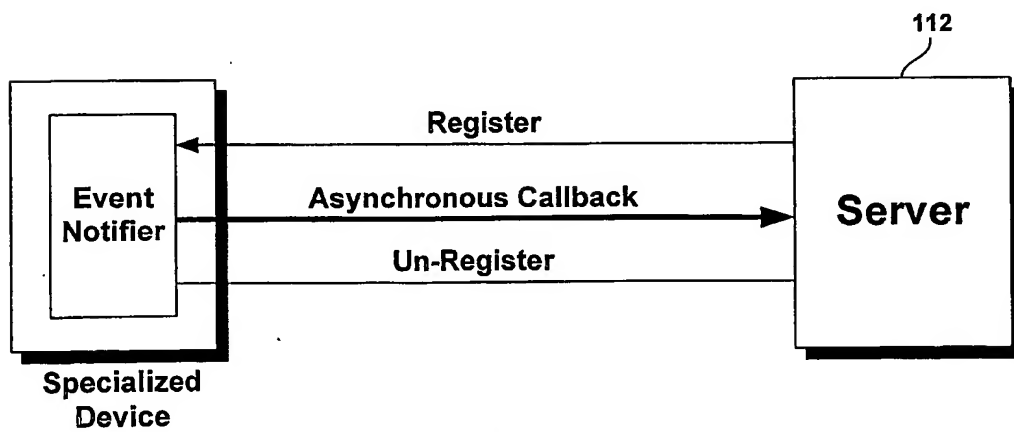 112
Register
Event
Notifier
Asynchronous Callback
Server
Un-Register
Specialized
Device